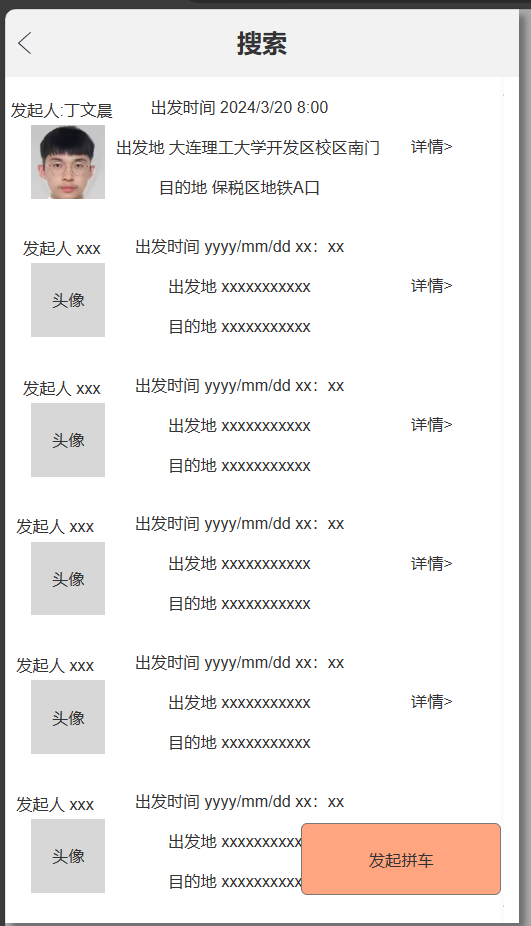 搜索
发起人:丁文晨
出发时间 2024/3/20 8:00
出发地 大连理工大学开发区校区南门
详情>
目的地 保税区地铁A口
发起人 xxx
出发时间 yyyy/mm/dd xx：xx
头像
出发地 xxxxxxxxxxx
详情>
目的地 xxxxxxxxxxx
发起人 xxx
出发时间 yyyy/mm/dd xx：xx
头像
出发地 xxxxxxxxxxx
详情>
目的地 xxxxxxxxxxx
发起人 xxx
出发时间 yyyy/mm/dd xx：xx
头像
出发地 xxxxxxxxxxx
详情>
目的地 xxxxxxxxxxx
发起人 xxx
出发时间 yyyy/mm/dd xx：xx
头像
出发地 xxxxxxxxxxx
详情>
目的地 xxxxxxxxxxx
发起人 xxx
出发时间 yyyy/mm/dd xx：xx
头像
出发地 xxxxxxxxxx
目的地 xxxxxxxxxx
发起拼车